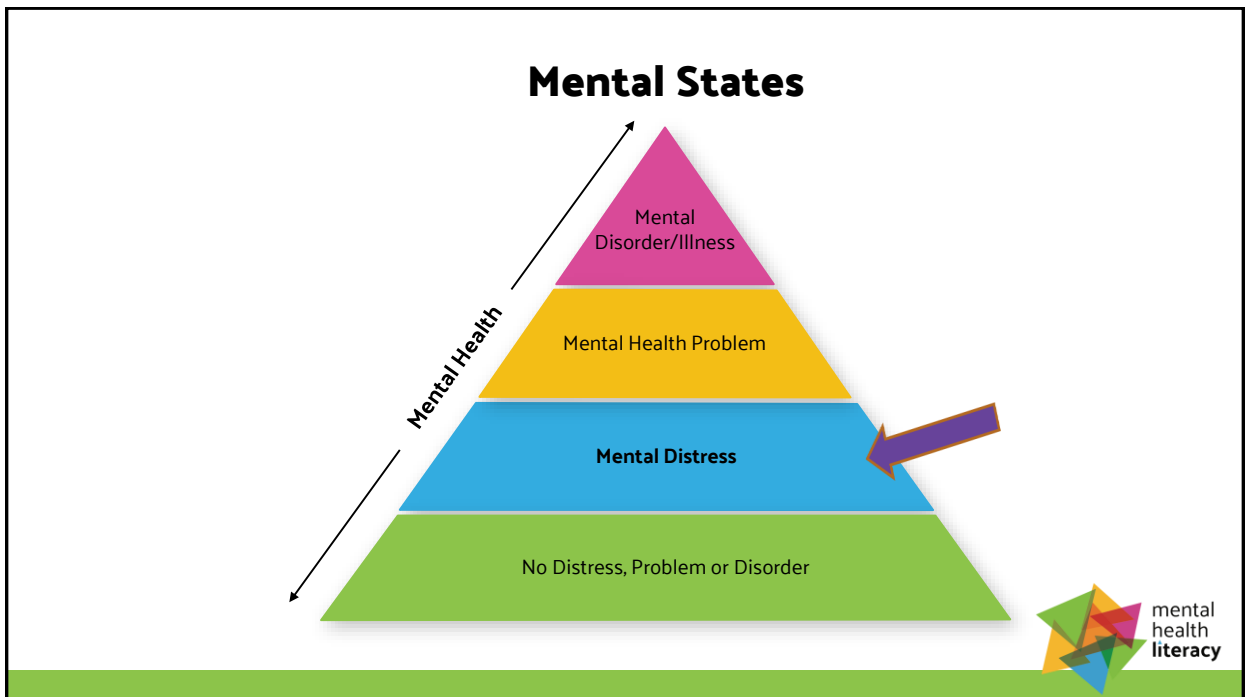 Mental States
Mental
Disorder/Illness
Mental Health Problem
Mental Health
Mental Distress
No Distress, Problem or Disorder
mental
health
literacy